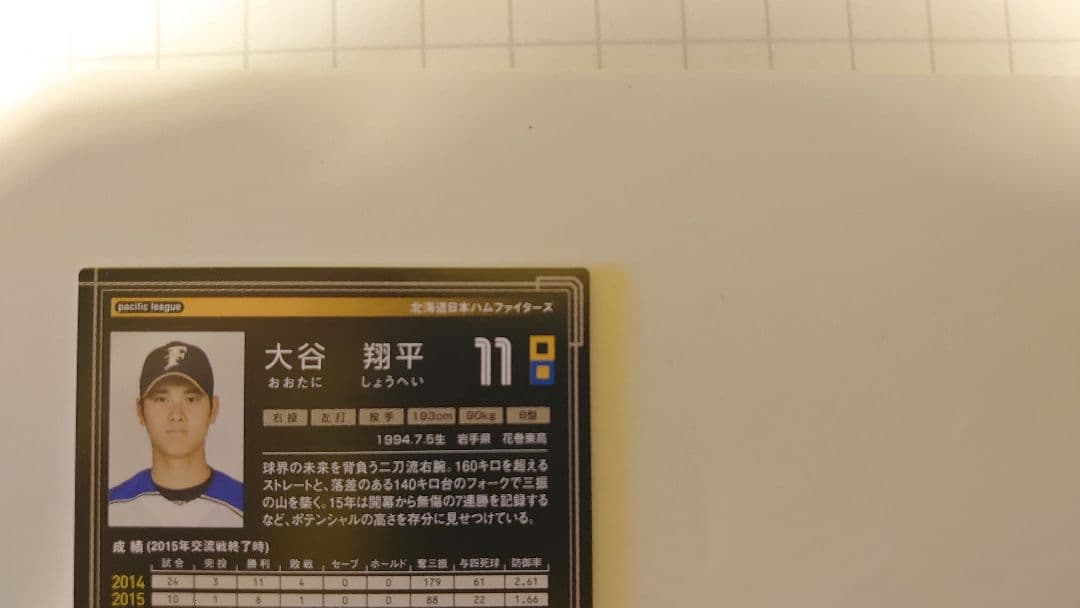 pacific league 北海道日本ハムファイターズ
大谷 翔平 11
おおたに しょうへい
右投 左打 投手 193cm 90kg B型
1994.7.5生 岩手県 花巻東高
球界の未来を背負う二刀流右腕。160キロを超える
ストレートと、落差のある140キロ台のフォークで三振
の山を築く。15年は開幕から無傷の7連勝を記録する
など、ポテンシャルの高さを存分に見せつけている。
成績(2015年交流戦終了時)
試合 完投 勝利 敗戦 セーブ ホールド 奪三振 与四死球 防御率
2014 24 3 11 4 0 0 179 61 2.61
2015 10 1 8 1 0 0 88 22 1.66